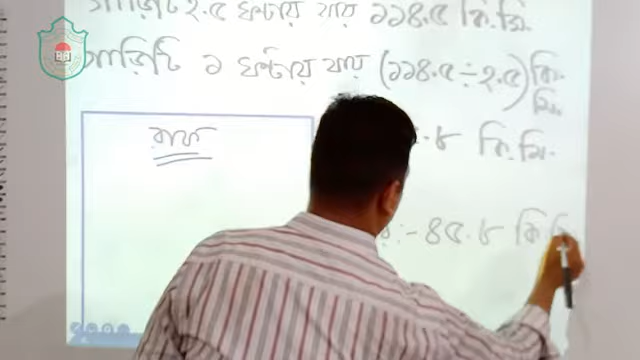 গাড়িটি ২.৫ ঘণ্টায় যায় ১১৪.৫ কি.মি.
গাড়িটি ১ ঘণ্টায় যায় (১১৪.৫÷২.৫) কি.মি.
.৮ কি.মি.
রাফ
:- ৪৫.৮ কি.মি